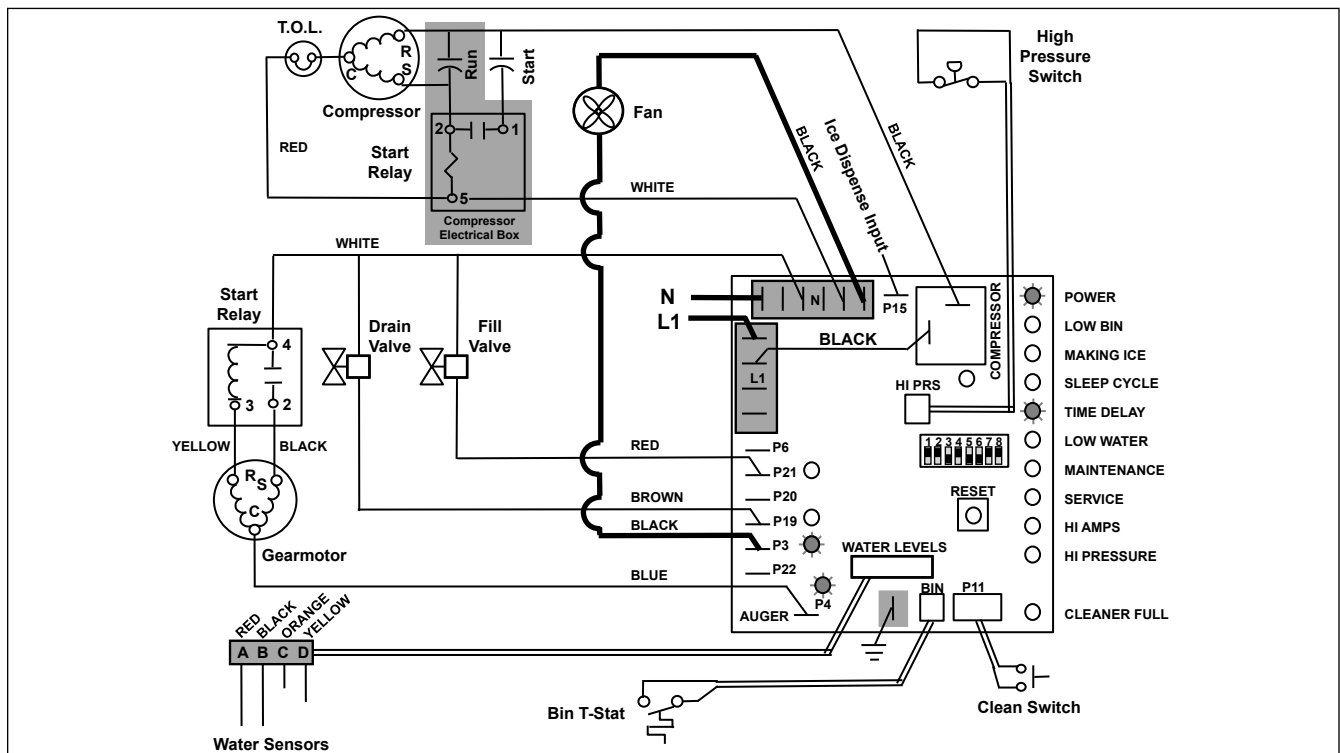 T.O.L.
R
S
C
Compressor
Run
Start
2
1
Start
Relay
5
Compressor
Electrical Box
RED
WHITE
Fan
BLACK
Ice Dispense Input
BLACK
High
Pressure
Switch
WHITE
Start
Relay
4
3
2
YELLOW
BLACK
R
S
C
Gearmotor
Drain
Valve
Fill
Valve
N
L1
N
P15
BLACK
L1
COMPRESSOR
HI PRS
1 2 3 4 5 6 7 8
RESET
POWER
LOW BIN
MAKING ICE
SLEEP CYCLE
TIME DELAY
LOW WATER
MAINTENANCE
SERVICE
HI AMPS
HI PRESSURE
CLEANER FULL
P6
RED
P21
P20
BROWN
P19
BLACK
P3
P22
BLUE
P4
AUGER
WATER LEVELS
BIN
P11
RED
BLACK
ORANGE
YELLOW
A B C D
Water Sensors
Bin T-Stat
Clean Switch